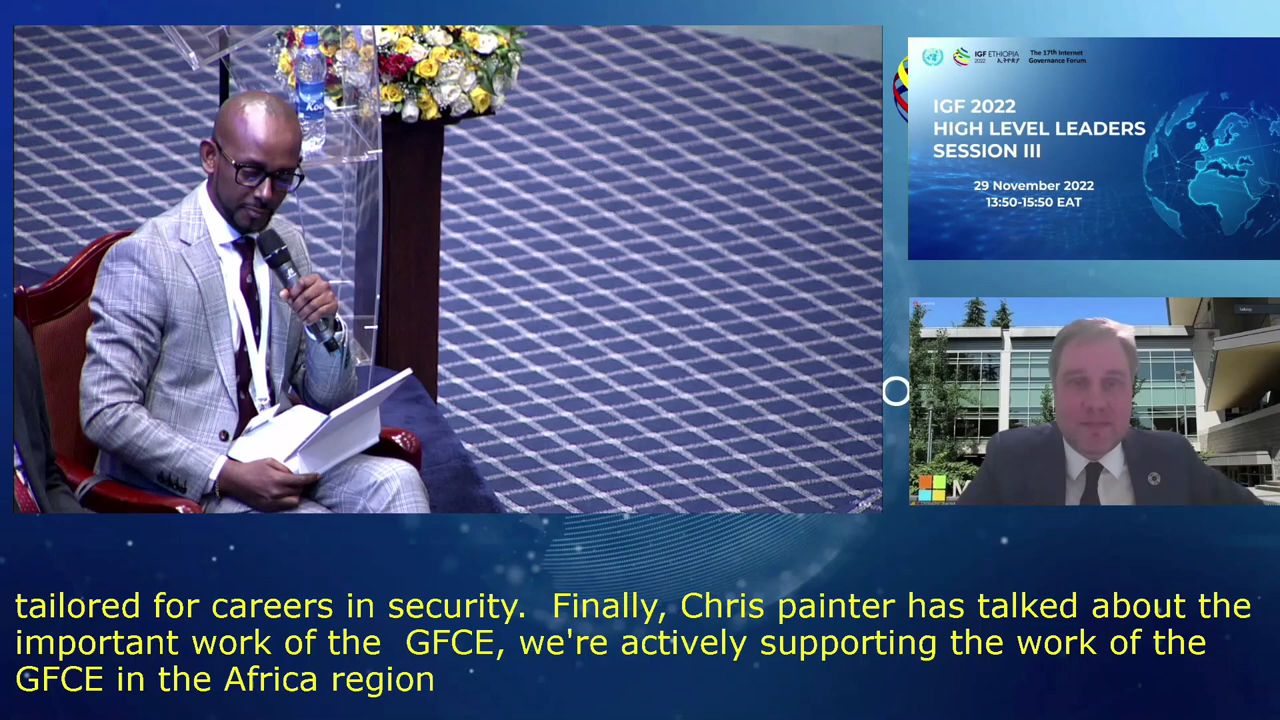 IGF ETHIOPIA
2022 ኢትዮጵያ
The 17th Internet
Governance Forum
IGF 2022
HIGH LEVEL LEADERS
SESSION III
29 November 2022
13:50-15:50 EAT
O
M
tailored for careers in security. Finally, Chris painter has talked about the
important work of the GFCE, we're actively supporting the work of the
GFCE in the Africa region